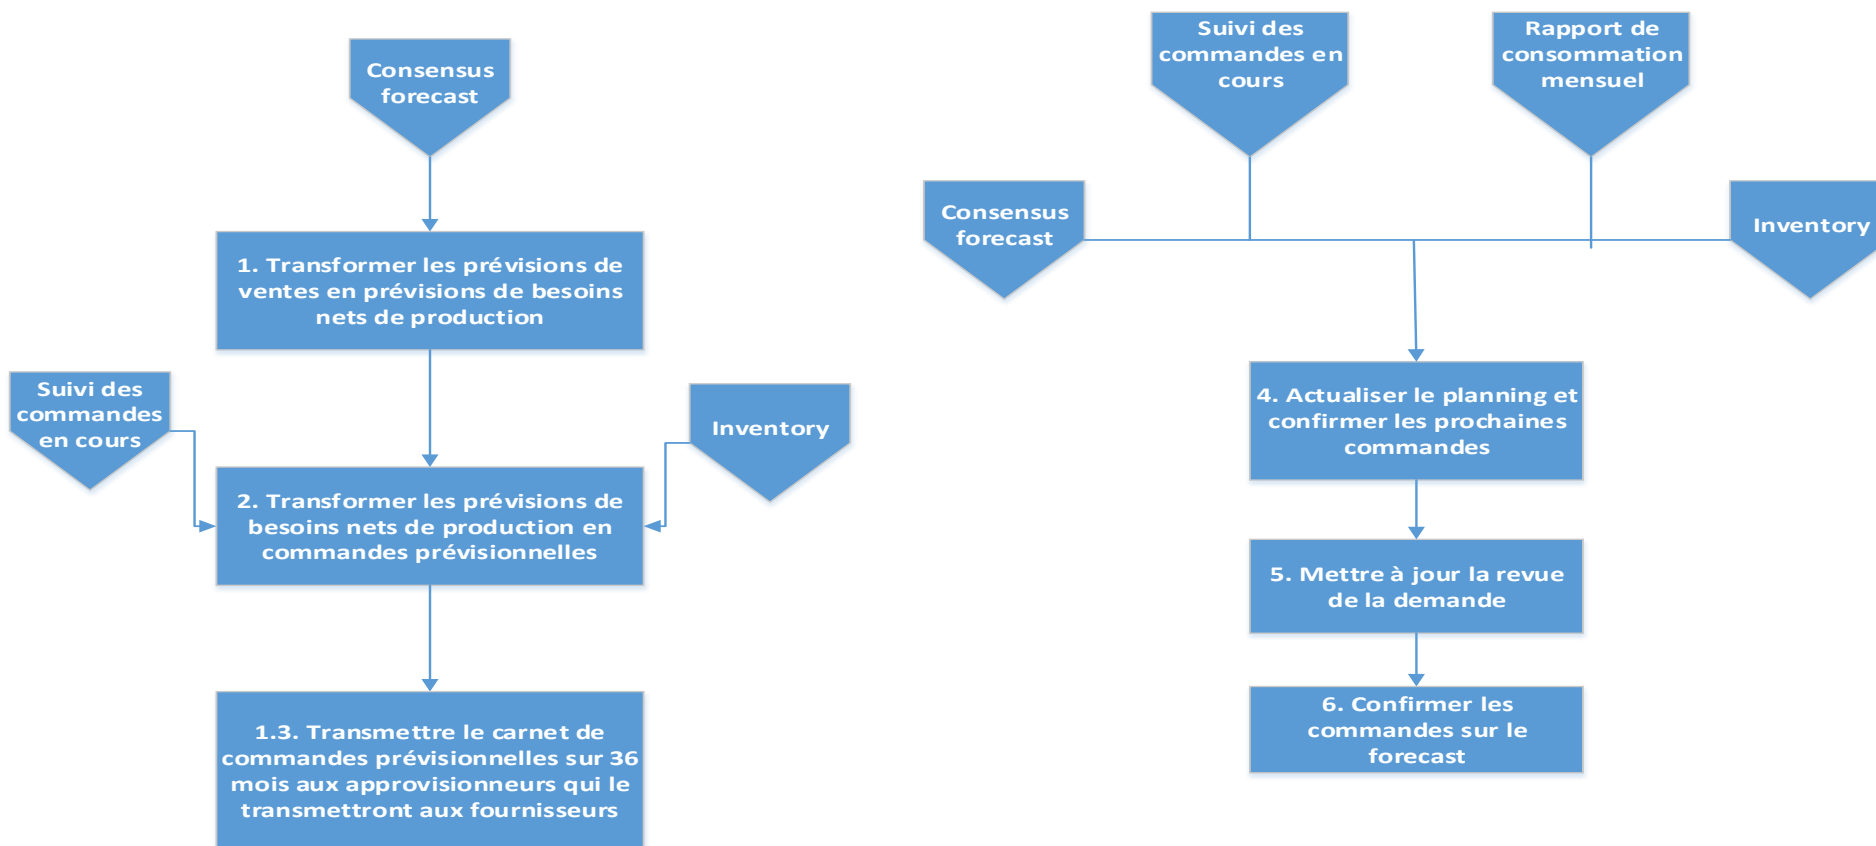 Consensus
forecast
1. Transformer les prévisions de
ventes en prévisions de besoins
nets de production
Suivi des
commandes
en cours
Inventory
2. Transformer les prévisions de
besoins nets de production en
commandes prévisionnelles
1.3. Transmettre le carnet de
commandes prévisionnelles sur 36
mois aux approvisionneurs qui le
transmettront aux fournisseurs
Suivi des
commandes en
cours
Rapport de
consommation
mensuel
Consensus
forecast
Inventory
4. Actualiser le planning et
confirmer les prochaines
commandes
5. Mettre à jour la revue
de la demande
6. Confirmer les
commandes sur le
forecast